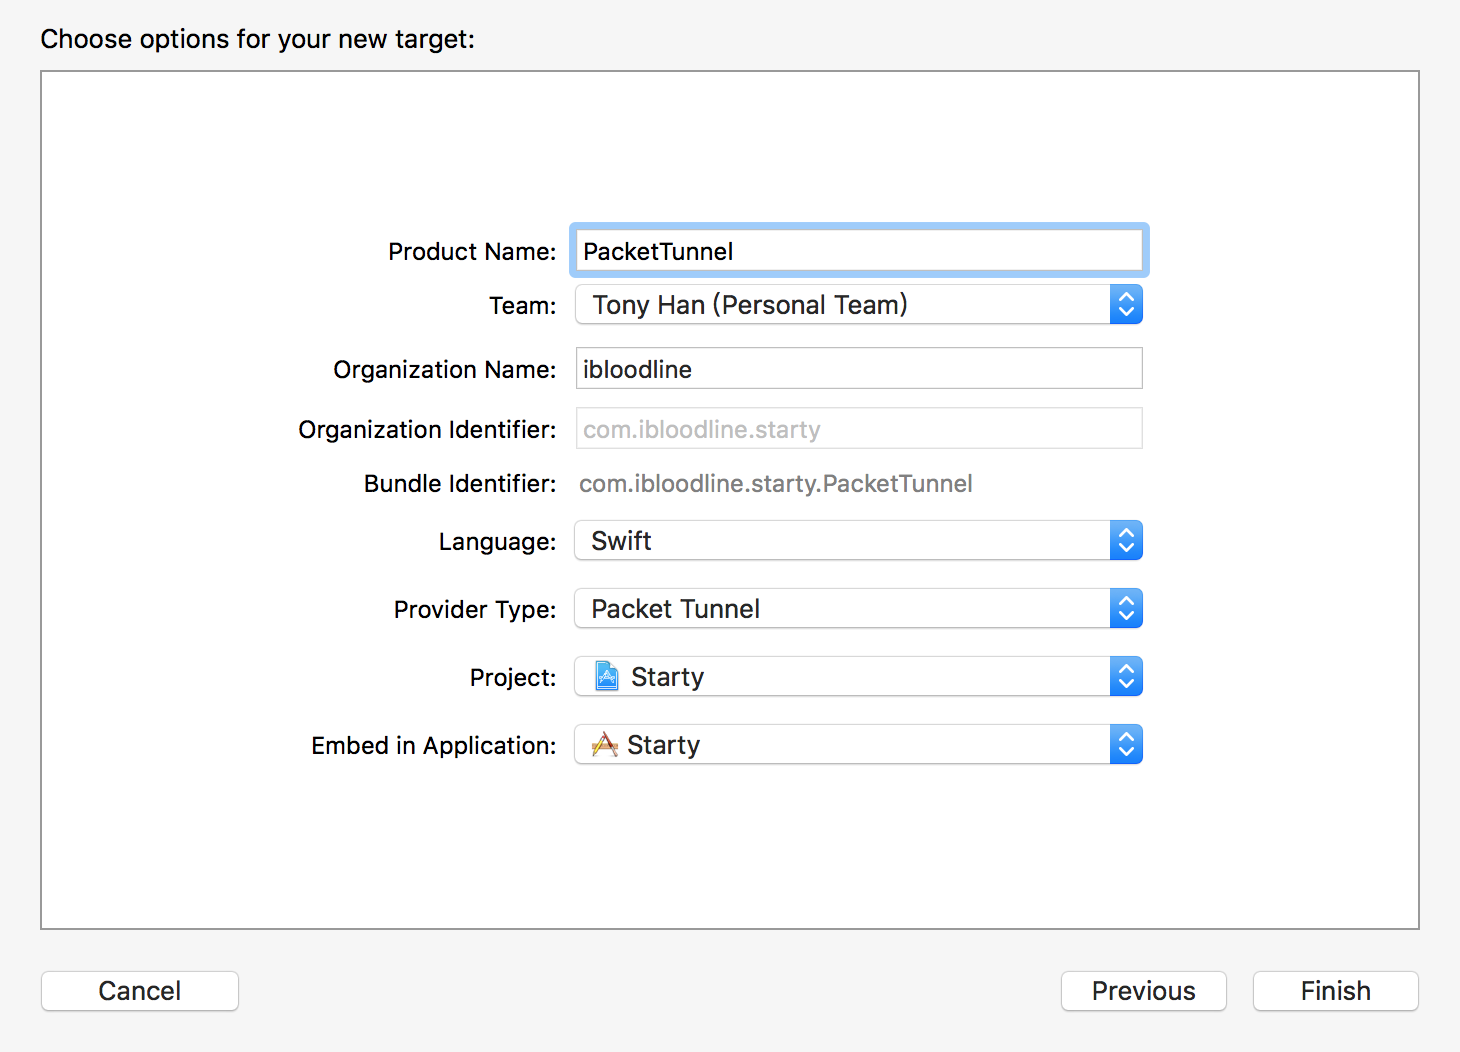 Choose options for your new target:
Product Name: PacketTunnel
Team: Tony Han (Personal Team)
Organization Name: ibloodline
Organization Identifier: com.ibloodline.starty
Bundle Identifier: com.ibloodline.starty.PacketTunnel
Language: Swift
Provider Type: Packet Tunnel
Project: Starty
Embed in Application: Starty
Cancel Previous Finish